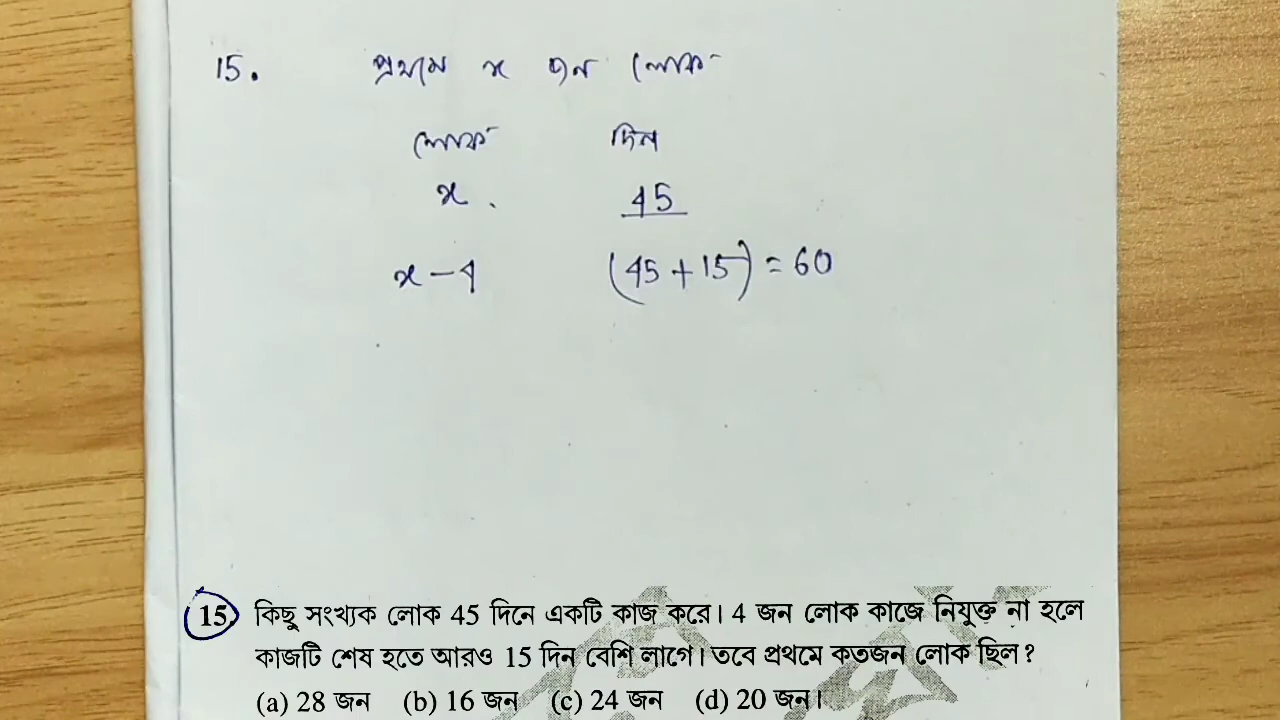 15. প্রথমে x জন লোক
লোক দিন
x . 45
x - 4 (45 + 15) = 60
15 কিছু সংখ্যক লোক 45 দিনে একটি কাজ করে। 4 জন লোক কাজে নিযুক্ত না হলে
কাজটি শেষ হতে আরও 15 দিন বেশি লাগে। তবে প্রথমে কতজন লোক ছিল?
(a) 28 জন (b) 16 জন (c) 24 জন (d) 20 জন।